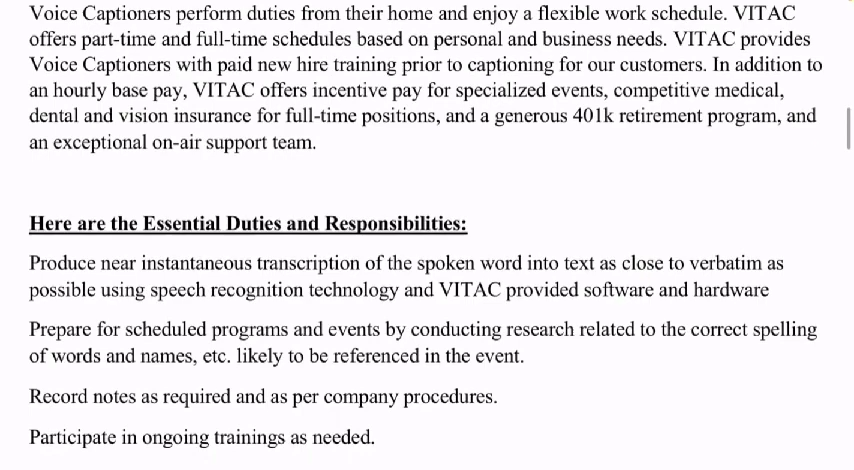 Voice Captioners perform duties from their home and enjoy a flexible work schedule. VITAC
offers part-time and full-time schedules based on personal and business needs. VITAC provides
Voice Captioners with paid new hire training prior to captioning for our customers. In addition to
an hourly base pay, VITAC offers incentive pay for specialized events, competitive medical,
dental and vision insurance for full-time positions, and a generous 401k retirement program, and
an exceptional on-air support team.
Here are the Essential Duties and Responsibilities:
Produce near instantaneous transcription of the spoken word into text as close to verbatim as
possible using speech recognition technology and VITAC provided software and hardware
Prepare for scheduled programs and events by conducting research related to the correct spelling
of words and names, etc. likely to be referenced in the event.
Record notes as required and as per company procedures.
Participate in ongoing trainings as needed.